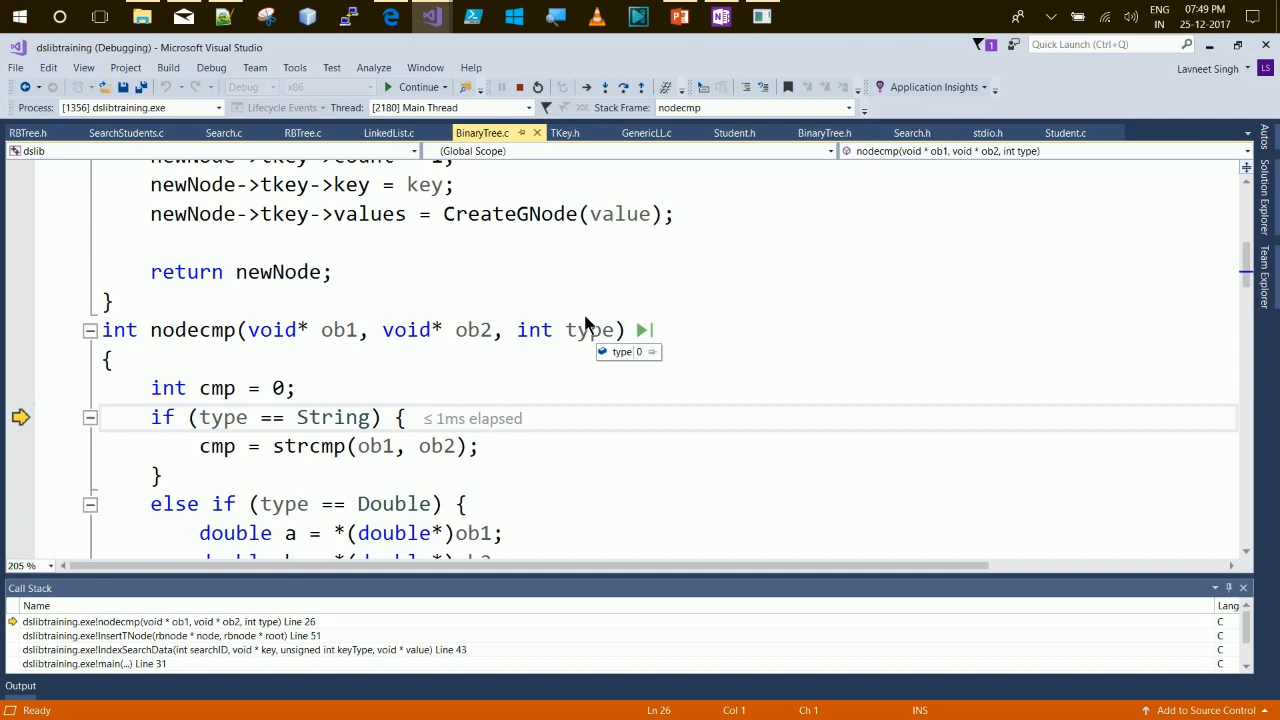 07:49 PM
ENG
IN
25-12-2017
dslibtraining (Debugging) - Microsoft Visual Studio
1
Quick Launch (Ctrl+Q)
File Edit View Project Build Debug Team Tools Test Analyze Window Help
Lavneet Singh
LS
Debug x86 Continue Application Insights
Process: [1356] dslibtraining.exe Lifecycle Events Thread: [2180] Main Thread Stack Frame: nodecmp
RBTree.h SearchStudents.c Search.c RBTree.c LinkedList.c BinaryTree.c TKey.h GenericLL.c Student.h BinaryTree.h Search.h stdio.h Student.c
dslib (Global Scope) nodecmp(void * ob1, void * ob2, int type)
Autos
Solution Explorer
Team Explorer
newNode->tkey->count = 1;
newNode->tkey->key = key;
newNode->tkey->values = CreateGNode(value);
return newNode;
}
int nodecmp(void* ob1, void* ob2, int type)
type 0
{
int cmp = 0;
if (type == String) { ≤ 1ms elapsed
cmp = strcmp(ob1, ob2);
}
else if (type == Double) {
double a = *(double*)ob1;
205 %
Call Stack
Name Lang
dslibtraining.exe!nodecmp(void * ob1, void * ob2, int type) Line 26 C
dslibtraining.exe!InsertTNode(rbnode * node, rbnode * root) Line 51 C
dslibtraining.exe!IndexSearchData(int searchID, void * key, unsigned int keyType, void * value) Line 43 C
dslibtraining.exe!main(...) Line 31 C
Output
Ready Ln 26 Col 1 Ch 1 INS Add to Source Control